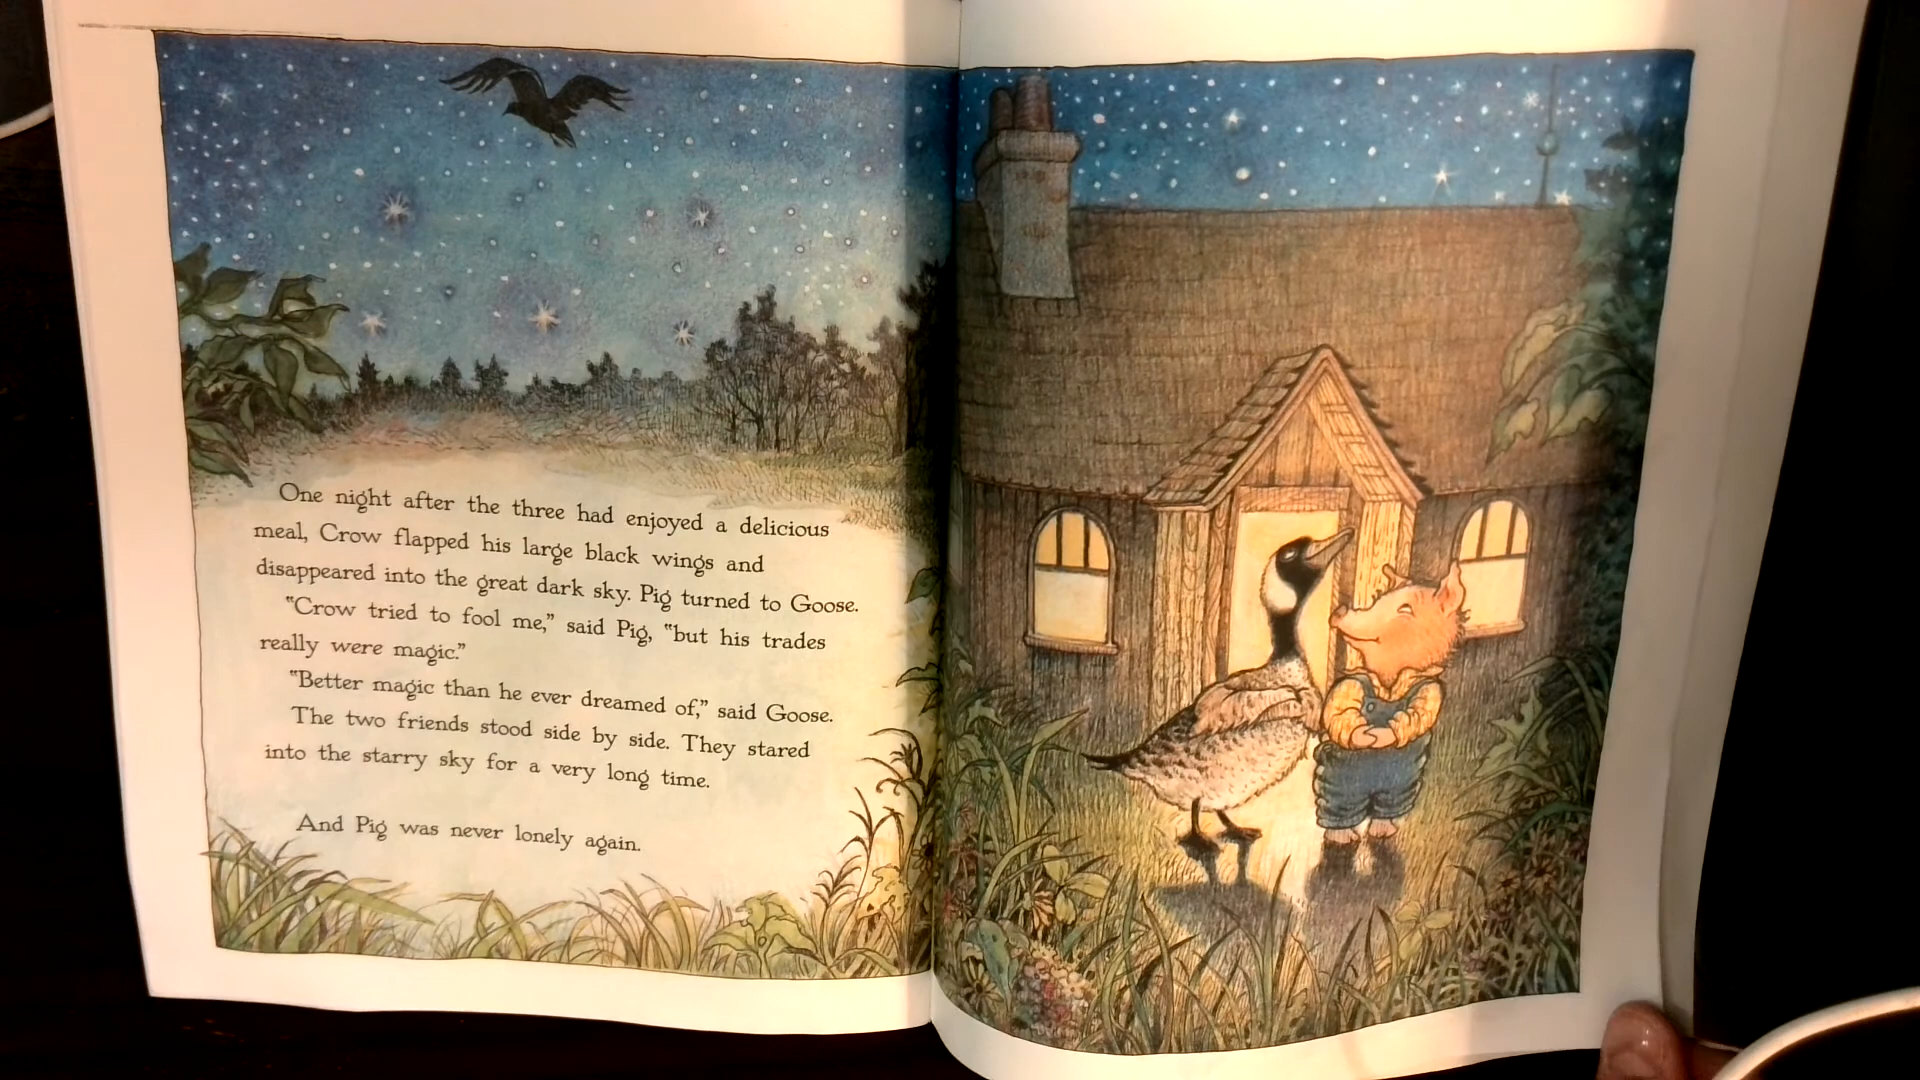 One night after the three had enjoyed a delicious
meal, Crow flapped his large black wings and
disappeared into the great dark sky. Pig turned to Goose.
"Crow tried to fool me," said Pig, "but his trades
really were magic."
"Better magic than he ever dreamed of," said Goose.
The two friends stood side by side. They stared
into the starry sky for a very long time.
And Pig was never lonely again.